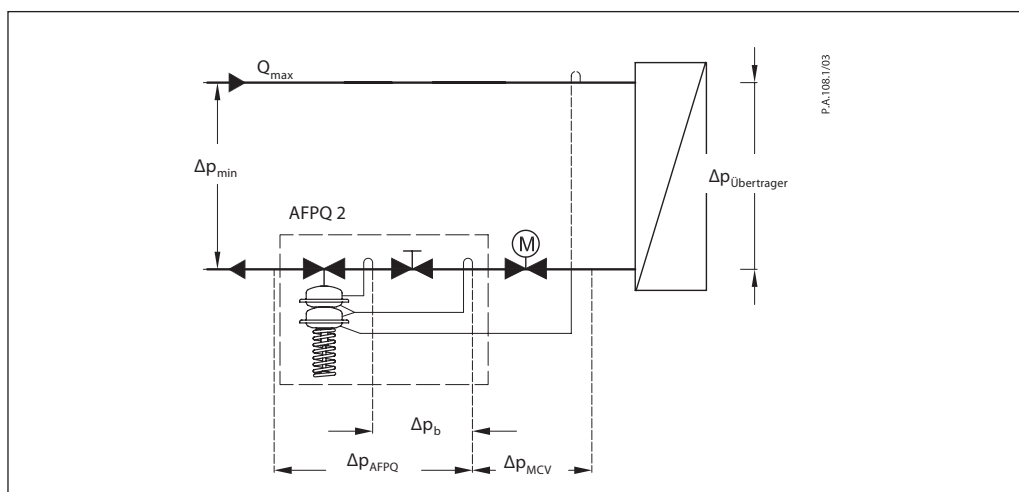 Q_max
P.A.108.1/03
Δp_min
Δp_Übertrager
AFPQ 2
M
Δp_b
Δp_AFPQ
Δp_MCV